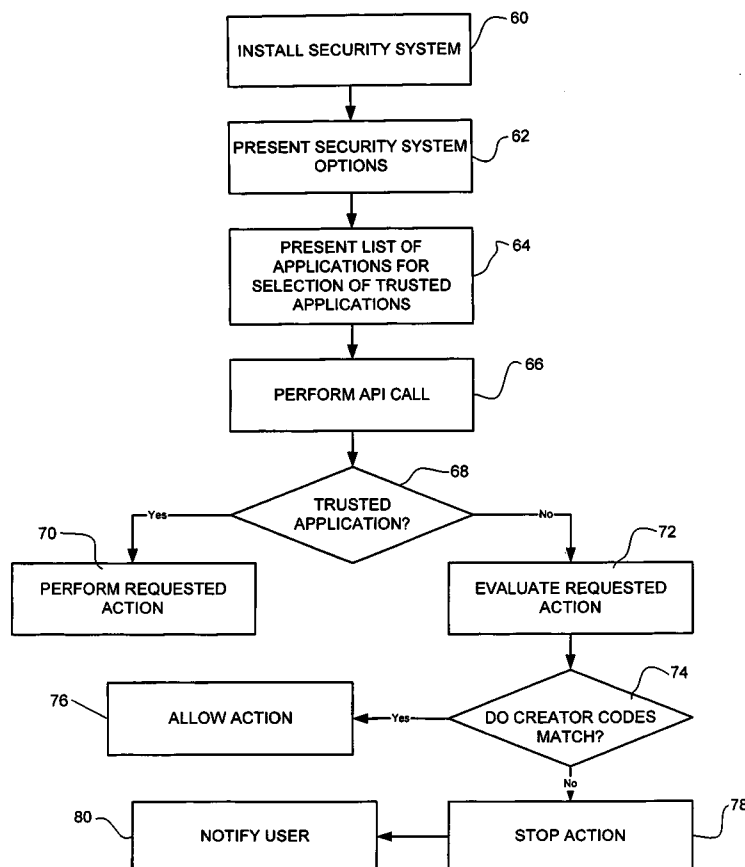 60
INSTALL SECURITY SYSTEM
PRESENT SECURITY SYSTEM
OPTIONS
62
PRESENT LIST OF
APPLICATIONS FOR
SELECTION OF TRUSTED
APPLICATIONS
64
66
PERFORM API CALL
68
TRUSTED
APPLICATION?
Yes
No
70
PERFORM REQUESTED
ACTION
72
EVALUATE REQUESTED
ACTION
74
DO CREATOR CODES
MATCH?
Yes
76
ALLOW ACTION
No
78
STOP ACTION
80
NOTIFY USER